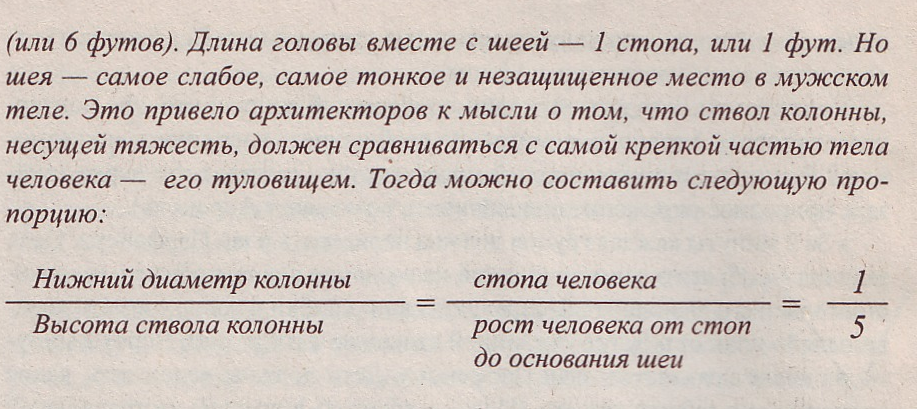 (или 6 футов). Длина головы вместе с шеей — 1 стопа, или 1 фут. Но
шея — самое слабое, самое тонкое и незащищенное место в мужском
теле. Это привело архитекторов к мысли о том, что ствол колонны,
несущей тяжесть, должен сравниваться с самой крепкой частью тела
человека — его туловищем. Тогда можно составить следующую про-
порцию:
Нижний диаметр колонны
Высота ствола колонны
=
стопа человека
рост человека от стоп
до основания шеи
=
1
5